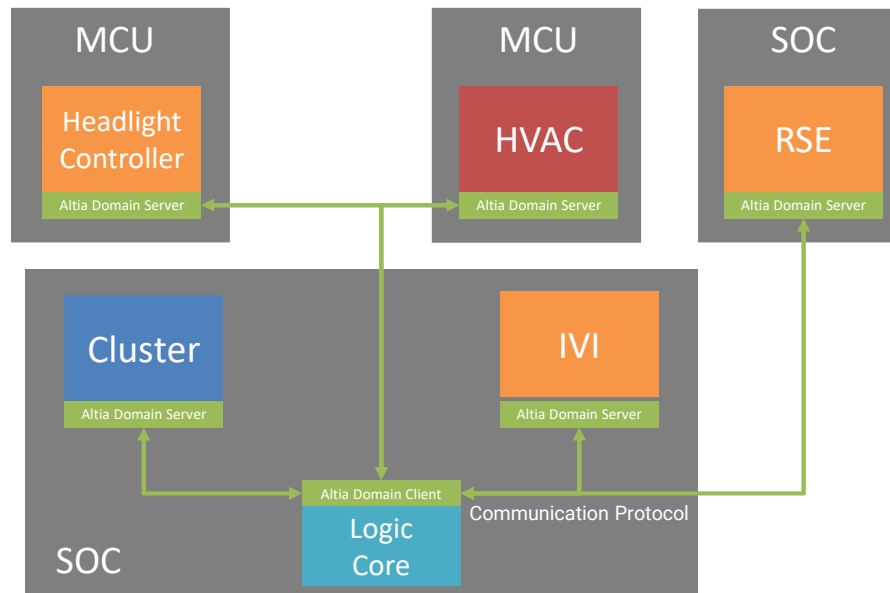 MCU
Headlight
Controller
Altia Domain Server
MCU
HVAC
Altia Domain Server
SOC
RSE
Altia Domain Server
Cluster
Altia Domain Server
IVI
Altia Domain Server
Altia Domain Client
Logic
Core
Communication Protocol
SOC